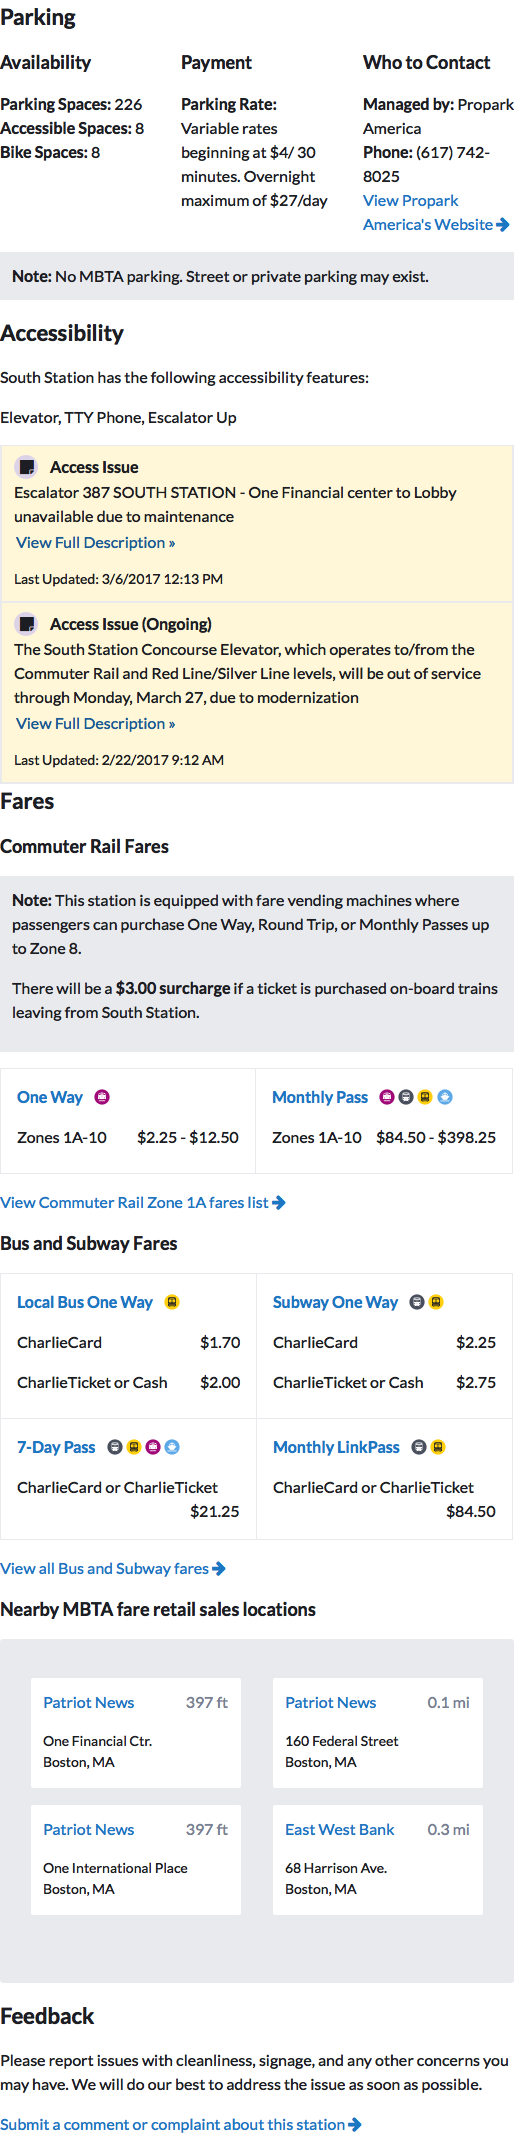 Parking
Availability
Parking Spaces: 226
Accessible Spaces: 8
Bike Spaces: 8
Payment
Parking Rate:
Variable rates
beginning at $4/ 30
minutes. Overnight
maximum of $27/day
Who to Contact
Managed by: Propark
America
Phone: (617) 742-
8025
View Propark
America's Website
Note: No MBTA parking. Street or private parking may exist.
Accessibility
South Station has the following accessibility features:
Elevator, TTY Phone, Escalator Up
Access Issue
Escalator 387 SOUTH STATION - One Financial center to Lobby
unavailable due to maintenance
View Full Description »
Last Updated: 3/6/2017 12:13 PM
Access Issue (Ongoing)
The South Station Concourse Elevator, which operates to/from the
Commuter Rail and Red Line/Silver Line levels, will be out of service
through Monday, March 27, due to modernization
View Full Description »
Last Updated: 2/22/2017 9:12 AM
Fares
Commuter Rail Fares
Note: This station is equipped with fare vending machines where
passengers can purchase One Way, Round Trip, or Monthly Passes up
to Zone 8.
There will be a $3.00 surcharge if a ticket is purchased on-board trains
leaving from South Station.
One Way
Zones 1A-10 $2.25 - $12.50
Monthly Pass
Zones 1A-10 $84.50 - $398.25
View Commuter Rail Zone 1A fares list
Bus and Subway Fares
Local Bus One Way
CharlieCard $1.70
CharlieTicket or Cash $2.00
Subway One Way
CharlieCard $2.25
CharlieTicket or Cash $2.75
7-Day Pass
CharlieCard or CharlieTicket
$21.25
Monthly LinkPass
CharlieCard or CharlieTicket
$84.50
View all Bus and Subway fares
Nearby MBTA fare retail sales locations
Patriot News 397 ft
One Financial Ctr.
Boston, MA
Patriot News 0.1 mi
160 Federal Street
Boston, MA
Patriot News 397 ft
One International Place
Boston, MA
East West Bank 0.3 mi
68 Harrison Ave.
Boston, MA
Feedback
Please report issues with cleanliness, signage, and any other concerns you
may have. We will do our best to address the issue as soon as possible.
Submit a comment or complaint about this station